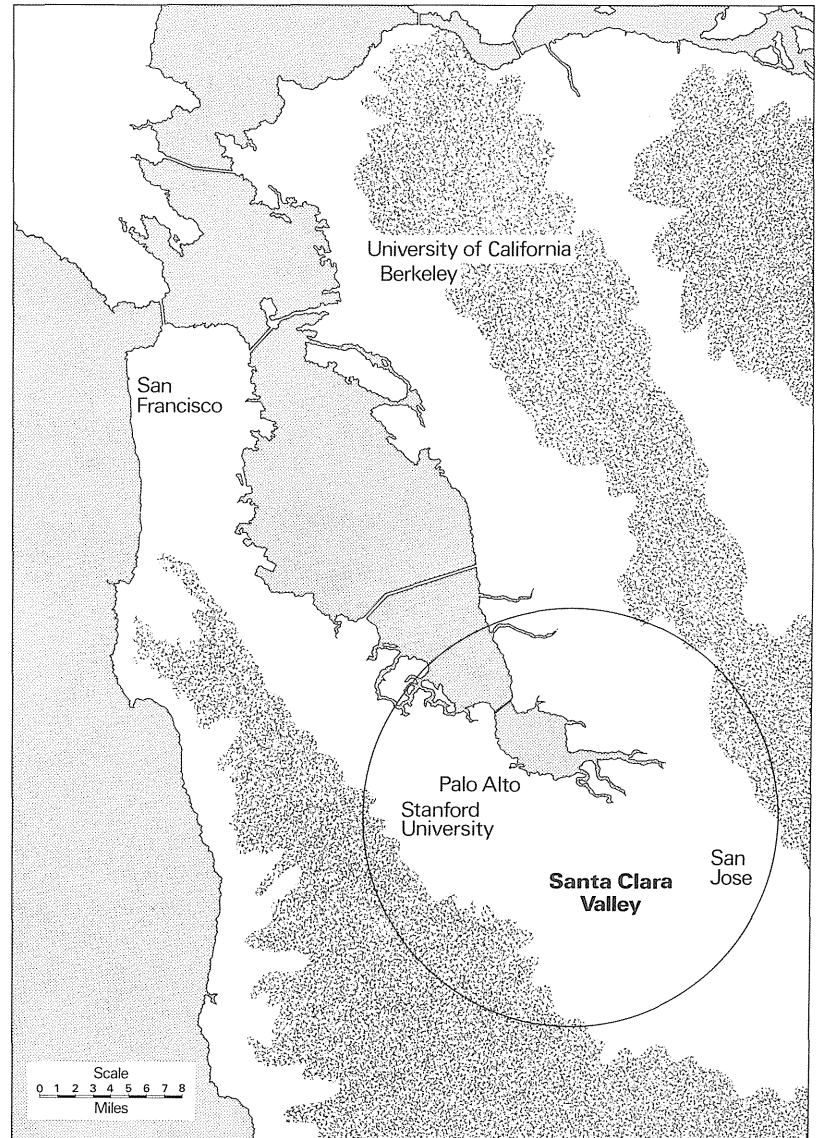 University of California
Berkeley
San
Francisco
Palo Alto
Stanford
University
Santa Clara
Valley
San
Jose
Scale
0 1 2 3 4 5 6 7 8
Miles